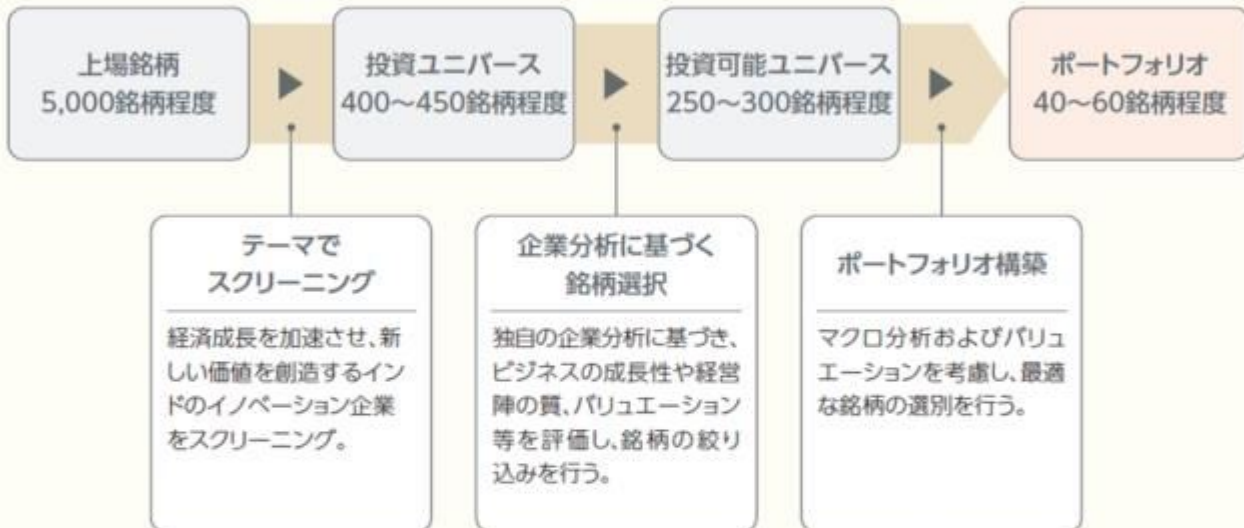 上場銘柄
5,000銘柄程度
投資ユニバース
400～450銘柄程度
投資可能ユニバース
250～300銘柄程度
ポートフォリオ
40～60銘柄程度
テーマで
スクリーニング
経済成長を加速させ、新
しい価値を創造するイン
ドのイノベーション企業
をスクリーニング。
企業分析に基づく
銘柄選択
独自の企業分析に基づき、
ビジネスの成長性や経営
陣の質、バリュエーション
等を評価し、銘柄の絞り
込みを行う。
ポートフォリオ構築
マクロ分析およびバリュ
エーションを考慮し、最適
な銘柄の選別を行う。